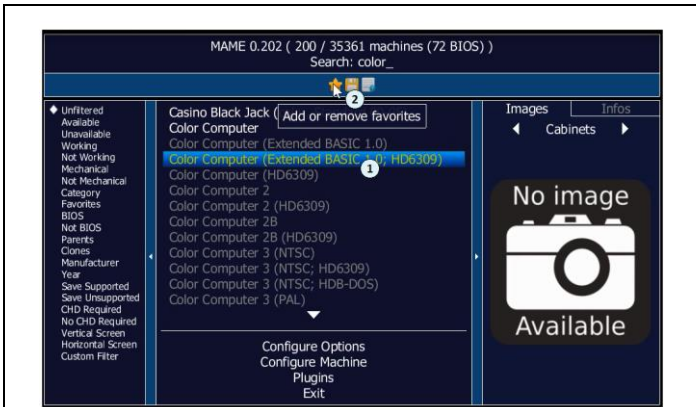 MAME 0.202 ( 200 / 35361 machines (72 BIOS) )
Search: color_
2
Add or remove favorites
Unfiltered
Available
Unavailable
Working
Not Working
Mechanical
Not Mechanical
Category
Favorites
BIOS
Not BIOS
Parents
Clones
Manufacturer
Year
Save Supported
Save Unsupported
CHD Required
No CHD Required
Vertical Screen
Horizontal Screen
Custom Filter
Casino Black Jack (
Color Computer
Color Computer (Extended BASIC 1.0)
Color Computer (Extended BASIC 1.0; HD6309)
1
Color Computer (HD6309)
Color Computer 2
Color Computer 2 (HD6309)
Color Computer 2B
Color Computer 2B (HD6309)
Color Computer 3 (NTSC)
Color Computer 3 (NTSC; HD6309)
Color Computer 3 (NTSC; HDB-DOS)
Color Computer 3 (PAL)
Configure Options
Configure Machine
Plugins
Exit
Images Infos
Cabinets
No image
Available